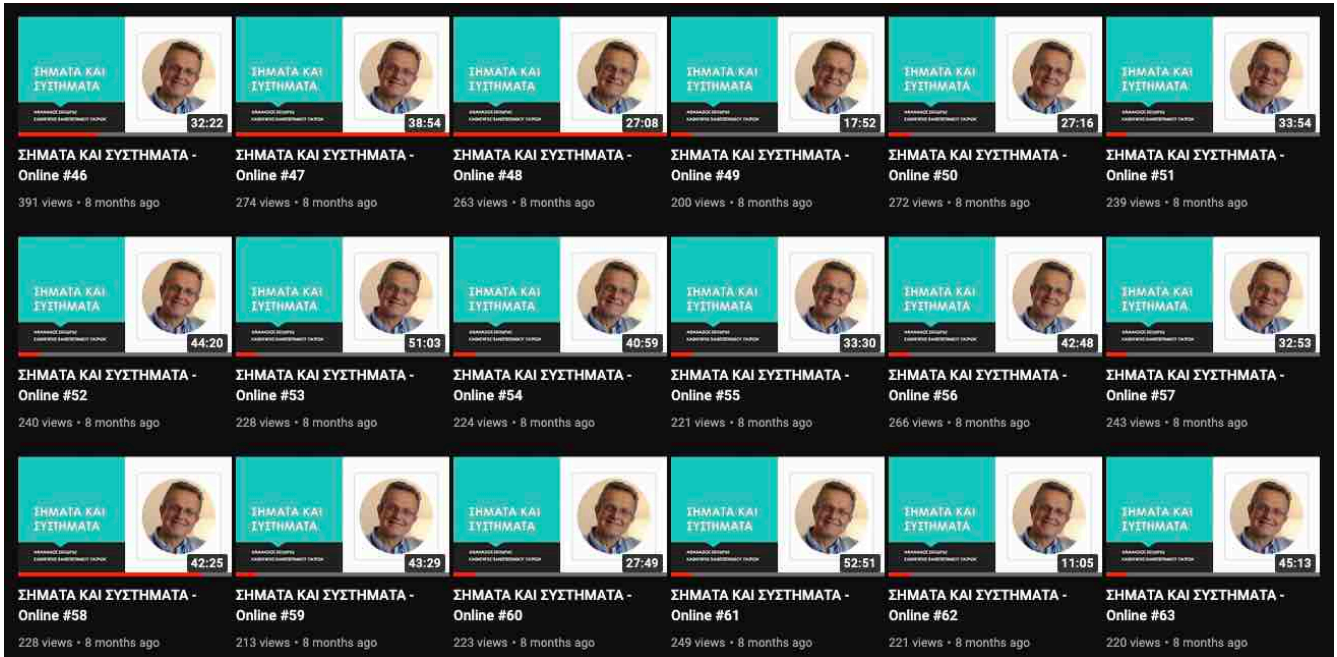 ΣΗΜΑΤΑ ΚΑΙ
ΣΥΣΤΗΜΑΤΑ
32:22
ΣΗΜΑΤΑ ΚΑΙ ΣΥΣΤΗΜΑΤΑ -
Online #46
391 views • 8 months ago
ΣΗΜΑΤΑ ΚΑΙ
ΣΥΣΤΗΜΑΤΑ
38:54
ΣΗΜΑΤΑ ΚΑΙ ΣΥΣΤΗΜΑΤΑ -
Online #47
274 views • 8 months ago
ΣΗΜΑΤΑ ΚΑΙ
ΣΥΣΤΗΜΑΤΑ
27:08
ΣΗΜΑΤΑ ΚΑΙ ΣΥΣΤΗΜΑΤΑ -
Online #48
263 views • 8 months ago
ΣΗΜΑΤΑ ΚΑΙ
ΣΥΣΤΗΜΑΤΑ
17:52
ΣΗΜΑΤΑ ΚΑΙ ΣΥΣΤΗΜΑΤΑ -
Online #49
200 views • 8 months ago
ΣΗΜΑΤΑ ΚΑΙ
ΣΥΣΤΗΜΑΤΑ
27:16
ΣΗΜΑΤΑ ΚΑΙ ΣΥΣΤΗΜΑΤΑ -
Online #50
272 views • 8 months ago
ΣΗΜΑΤΑ ΚΑΙ
ΣΥΣΤΗΜΑΤΑ
33:54
ΣΗΜΑΤΑ ΚΑΙ ΣΥΣΤΗΜΑΤΑ -
Online #51
239 views • 8 months ago
ΣΗΜΑΤΑ ΚΑΙ
ΣΥΣΤΗΜΑΤΑ
44:20
ΣΗΜΑΤΑ ΚΑΙ ΣΥΣΤΗΜΑΤΑ -
Online #52
240 views • 8 months ago
ΣΗΜΑΤΑ ΚΑΙ
ΣΥΣΤΗΜΑΤΑ
51:03
ΣΗΜΑΤΑ ΚΑΙ ΣΥΣΤΗΜΑΤΑ -
Online #53
228 views • 8 months ago
ΣΗΜΑΤΑ ΚΑΙ
ΣΥΣΤΗΜΑΤΑ
40:59
ΣΗΜΑΤΑ ΚΑΙ ΣΥΣΤΗΜΑΤΑ -
Online #54
224 views • 8 months ago
ΣΗΜΑΤΑ ΚΑΙ
ΣΥΣΤΗΜΑΤΑ
33:30
ΣΗΜΑΤΑ ΚΑΙ ΣΥΣΤΗΜΑΤΑ -
Online #55
221 views • 8 months ago
ΣΗΜΑΤΑ ΚΑΙ
ΣΥΣΤΗΜΑΤΑ
42:48
ΣΗΜΑΤΑ ΚΑΙ ΣΥΣΤΗΜΑΤΑ -
Online #56
266 views • 8 months ago
ΣΗΜΑΤΑ ΚΑΙ
ΣΥΣΤΗΜΑΤΑ
32:53
ΣΗΜΑΤΑ ΚΑΙ ΣΥΣΤΗΜΑΤΑ -
Online #57
243 views • 8 months ago
ΣΗΜΑΤΑ ΚΑΙ
ΣΥΣΤΗΜΑΤΑ
42:25
ΣΗΜΑΤΑ ΚΑΙ ΣΥΣΤΗΜΑΤΑ -
Online #58
228 views • 8 months ago
ΣΗΜΑΤΑ ΚΑΙ
ΣΥΣΤΗΜΑΤΑ
43:29
ΣΗΜΑΤΑ ΚΑΙ ΣΥΣΤΗΜΑΤΑ -
Online #59
213 views • 8 months ago
ΣΗΜΑΤΑ ΚΑΙ
ΣΥΣΤΗΜΑΤΑ
27:49
ΣΗΜΑΤΑ ΚΑΙ ΣΥΣΤΗΜΑΤΑ -
Online #60
223 views • 8 months ago
ΣΗΜΑΤΑ ΚΑΙ
ΣΥΣΤΗΜΑΤΑ
52:51
ΣΗΜΑΤΑ ΚΑΙ ΣΥΣΤΗΜΑΤΑ -
Online #61
249 views • 8 months ago
ΣΗΜΑΤΑ ΚΑΙ
ΣΥΣΤΗΜΑΤΑ
11:05
ΣΗΜΑΤΑ ΚΑΙ ΣΥΣΤΗΜΑΤΑ -
Online #62
221 views • 8 months ago
ΣΗΜΑΤΑ ΚΑΙ
ΣΥΣΤΗΜΑΤΑ
45:13
ΣΗΜΑΤΑ ΚΑΙ ΣΥΣΤΗΜΑΤΑ -
Online #63
220 views • 8 months ago